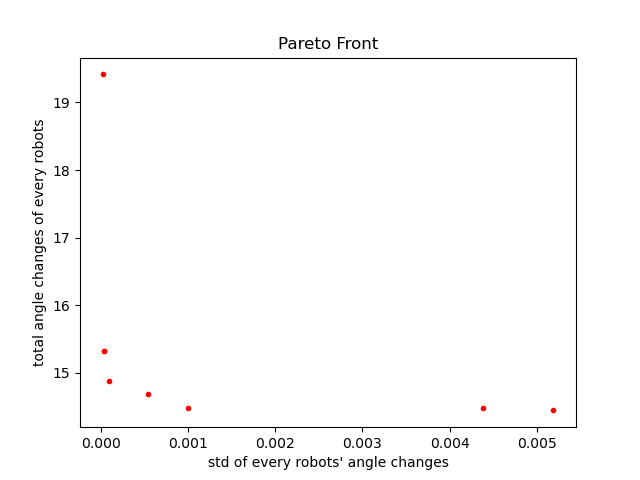 Pareto Front
total angle changes of every robots
19
18
17
16
15
0.000 0.001 0.002 0.003 0.004 0.005
std of every robots' angle changes